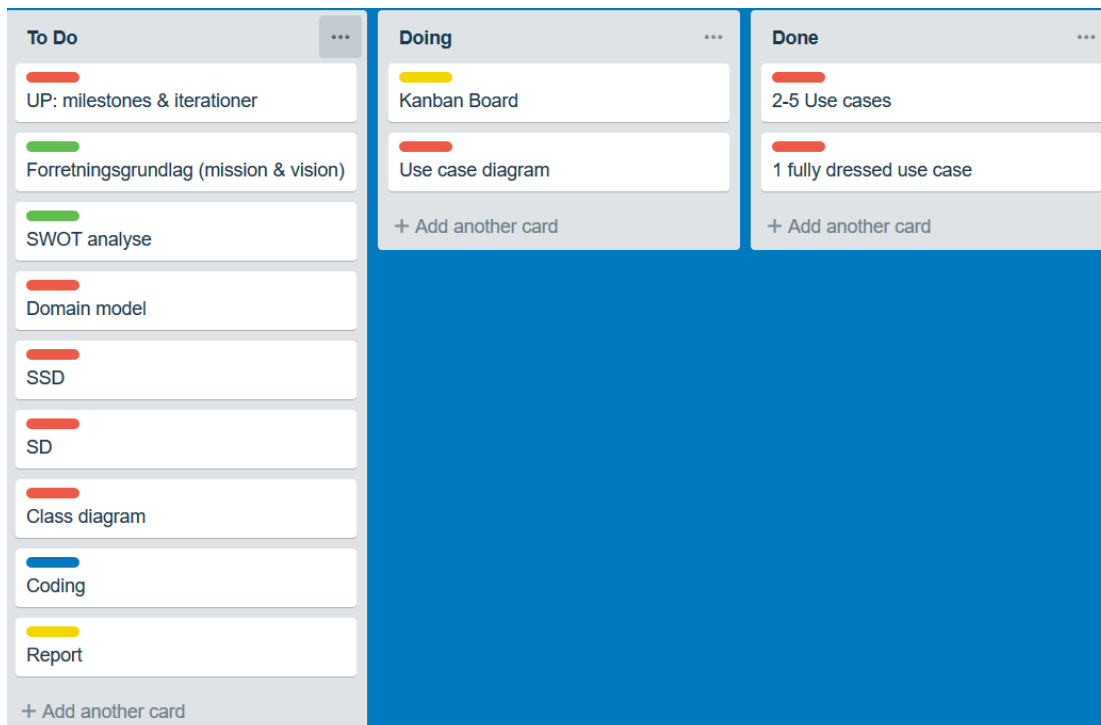 To Do
UP: milestones & iterationer
Forretningsgrundlag (mission & vision)
SWOT analyse
Domain model
SSD
SD
Class diagram
Coding
Report
+ Add another card
Doing
Kanban Board
Use case diagram
+ Add another card
Done
2-5 Use cases
1 fully dressed use case
+ Add another card